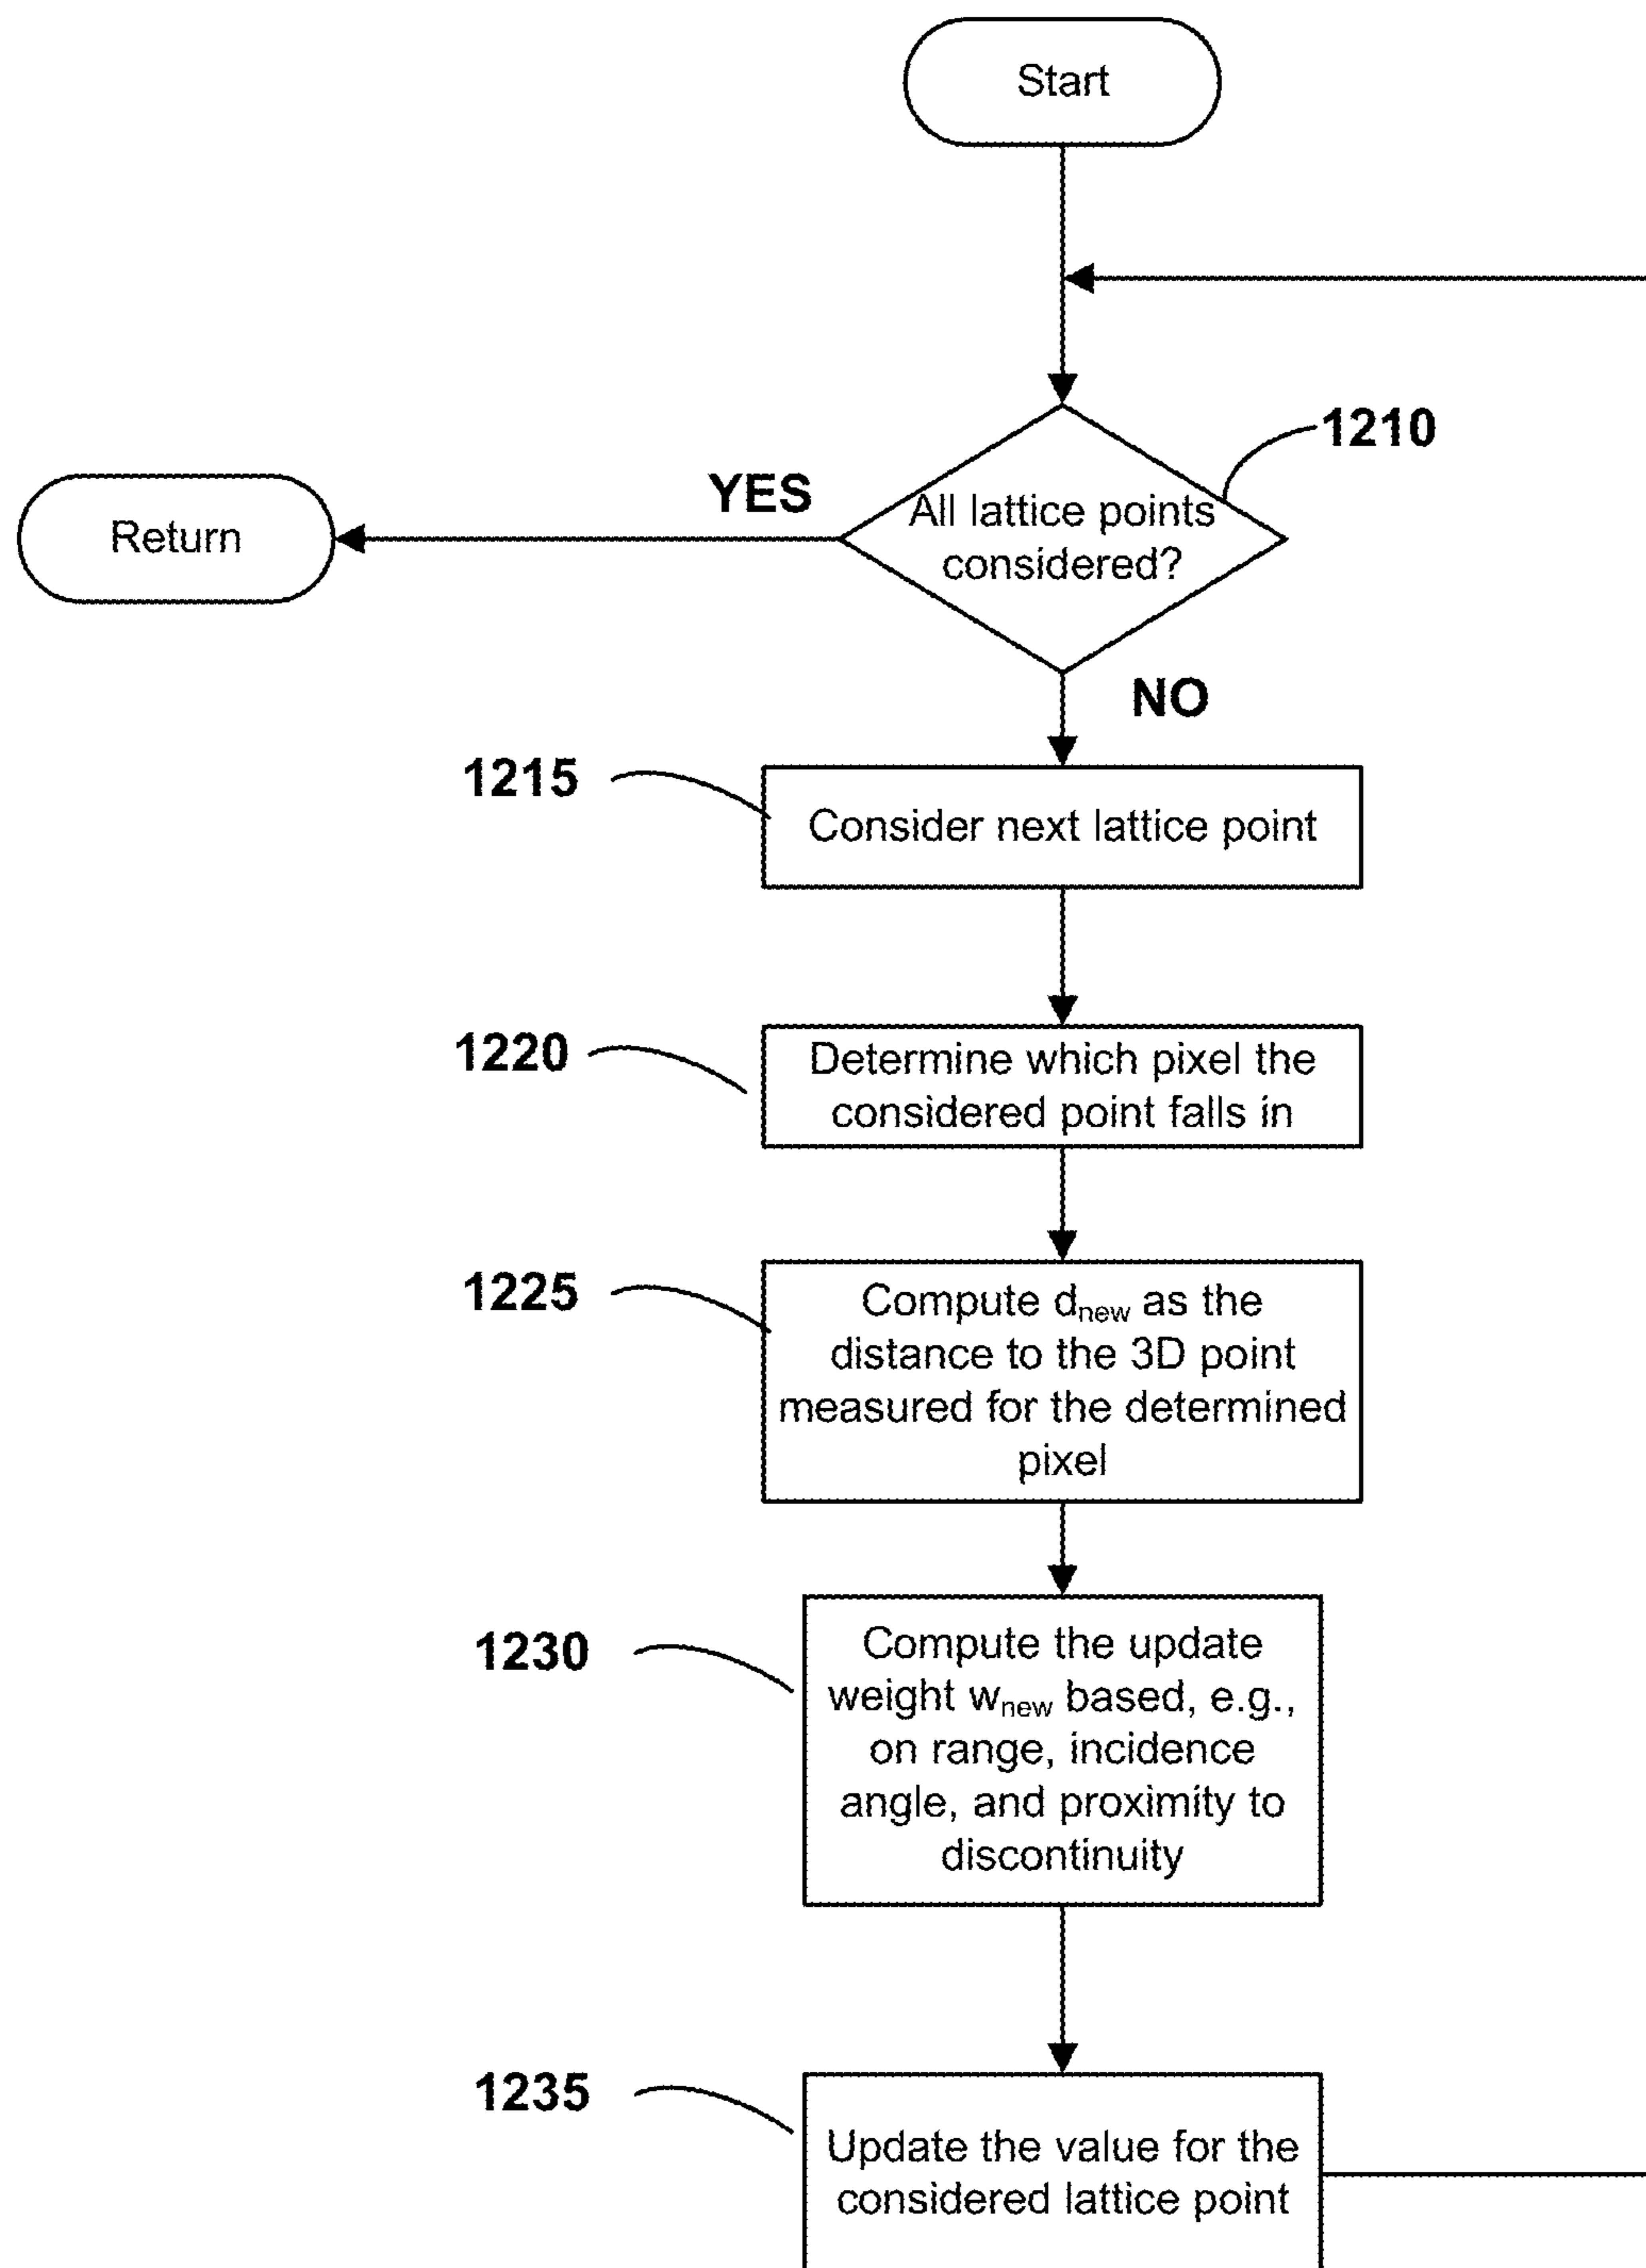 Start
1210
All lattice points
considered?
YES
Return
NO
1215
Consider next lattice point
1220
Determine which pixel the
considered point falls in
1225
Compute dnew as the
distance to the 3D point
measured for the determined
pixel
1230
Compute the update
weight wnew based, e.g.,
on range, incidence
angle, and proximity to
discontinuity
1235
Update the value for the
considered lattice point